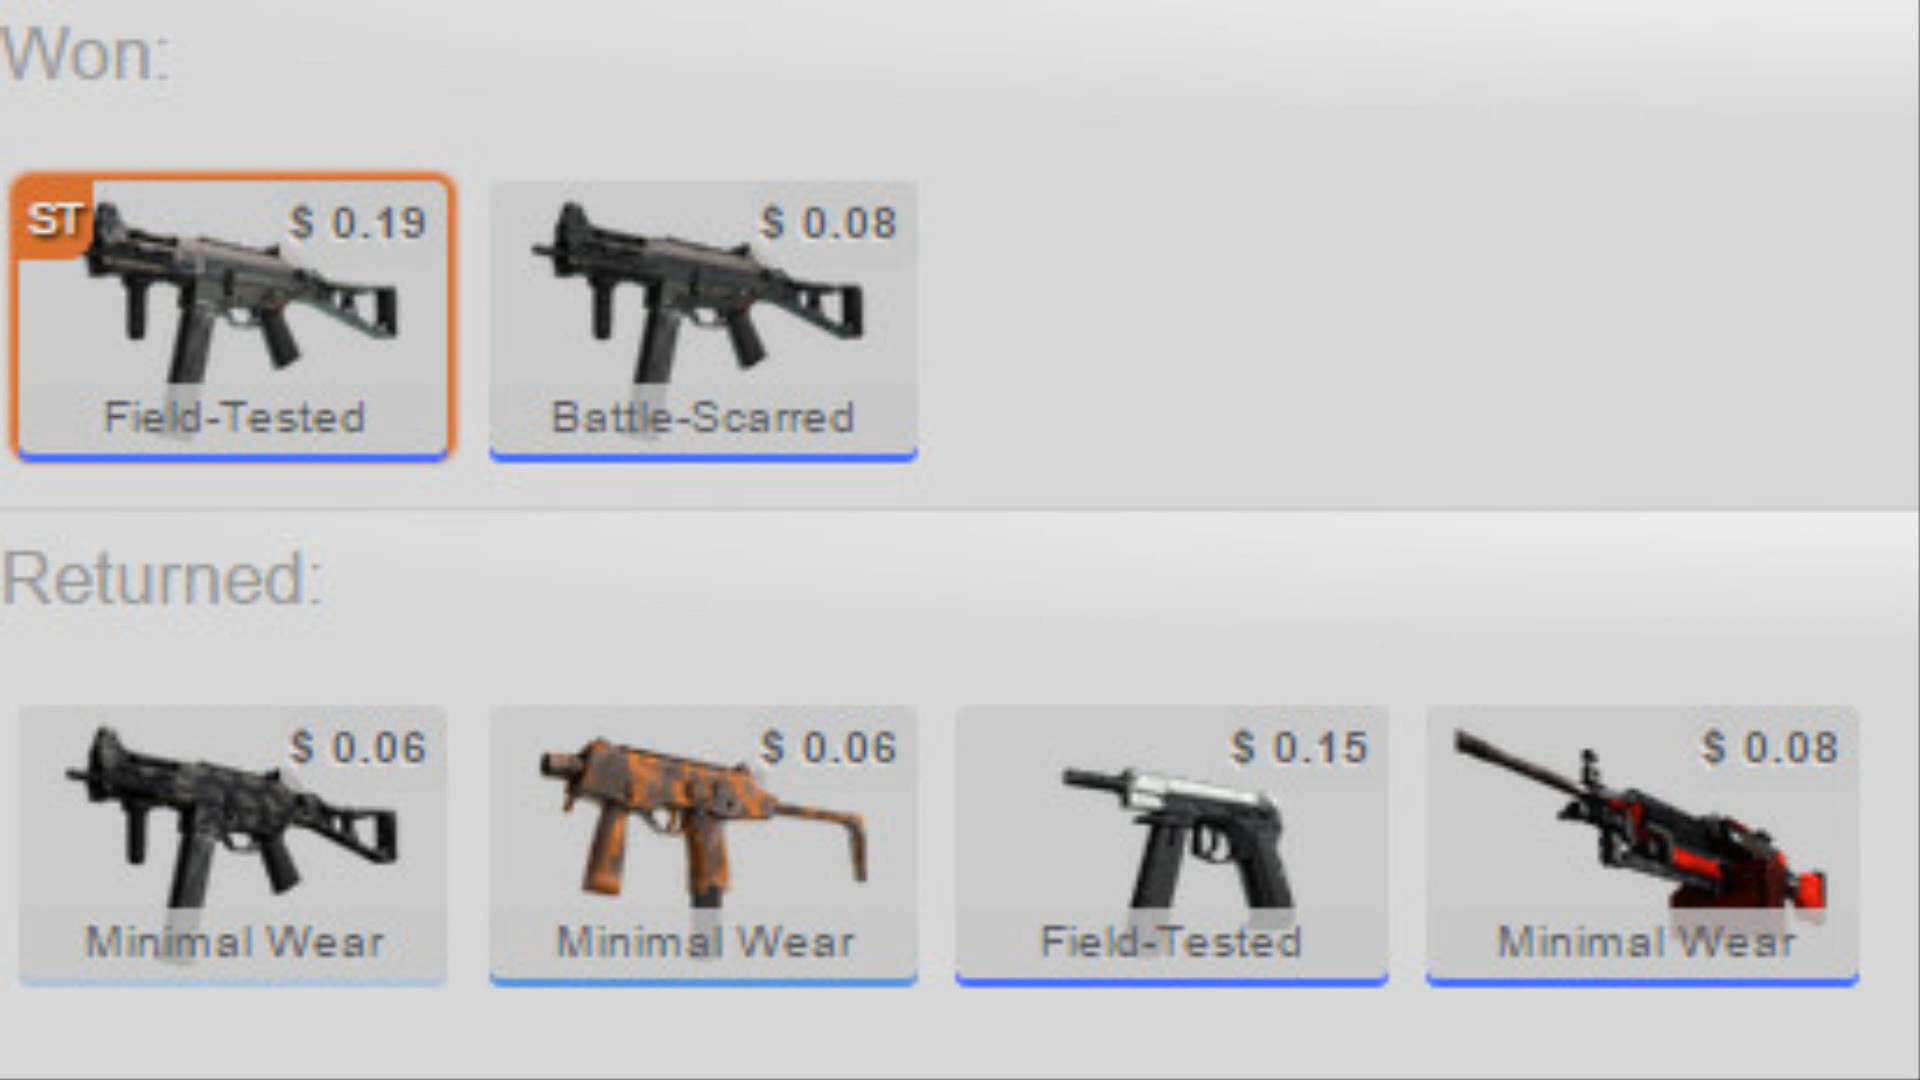 Won:
ST $ 0.19 $ 0.08
Field-Tested Battle-Scarred
Returned:
$ 0.06 $ 0.06 $ 0.15 $ 0.08
Minimal Wear Minimal Wear Field-Tested Minimal Wear